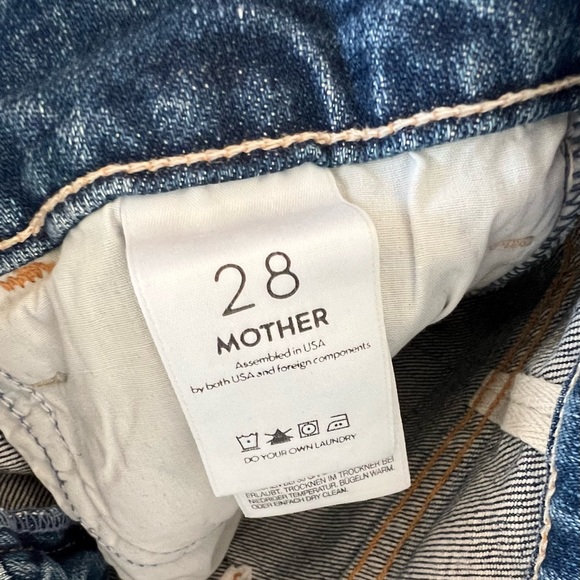 28
MOTHER
Assembled in USA
by both USA and foreign components
DO YOUR OWN LAUNDRY
ERLAUBT. TROCKNEN IM TROCKNER BEI
NIEDRIGER TEMPERATUR. BÜGELN WARM.
ODER EINFACH DRY CLEAN.